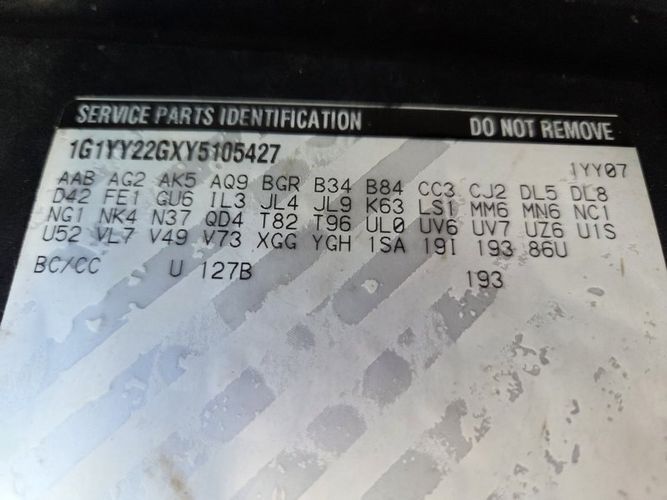 SERVICE PARTS IDENTIFICATION DO NOT REMOVE
1G1YY22GXY5105427 1YY07
AAB AG2 AK5 AQ9 BGR B34 B84 CC3 CJ2 DL5 DL8
D42 FE1 GU6 IL3 JL4 JL9 K63 LS1 MM6 MN6 NC1
NG1 NK4 N37 QD4 T82 T96 UL0 UV6 UV7 UZ6 U1S
U52 VL7 V49 V73 XGG YGH 1SA 19I 193 86U
BC/CC U 127B 193